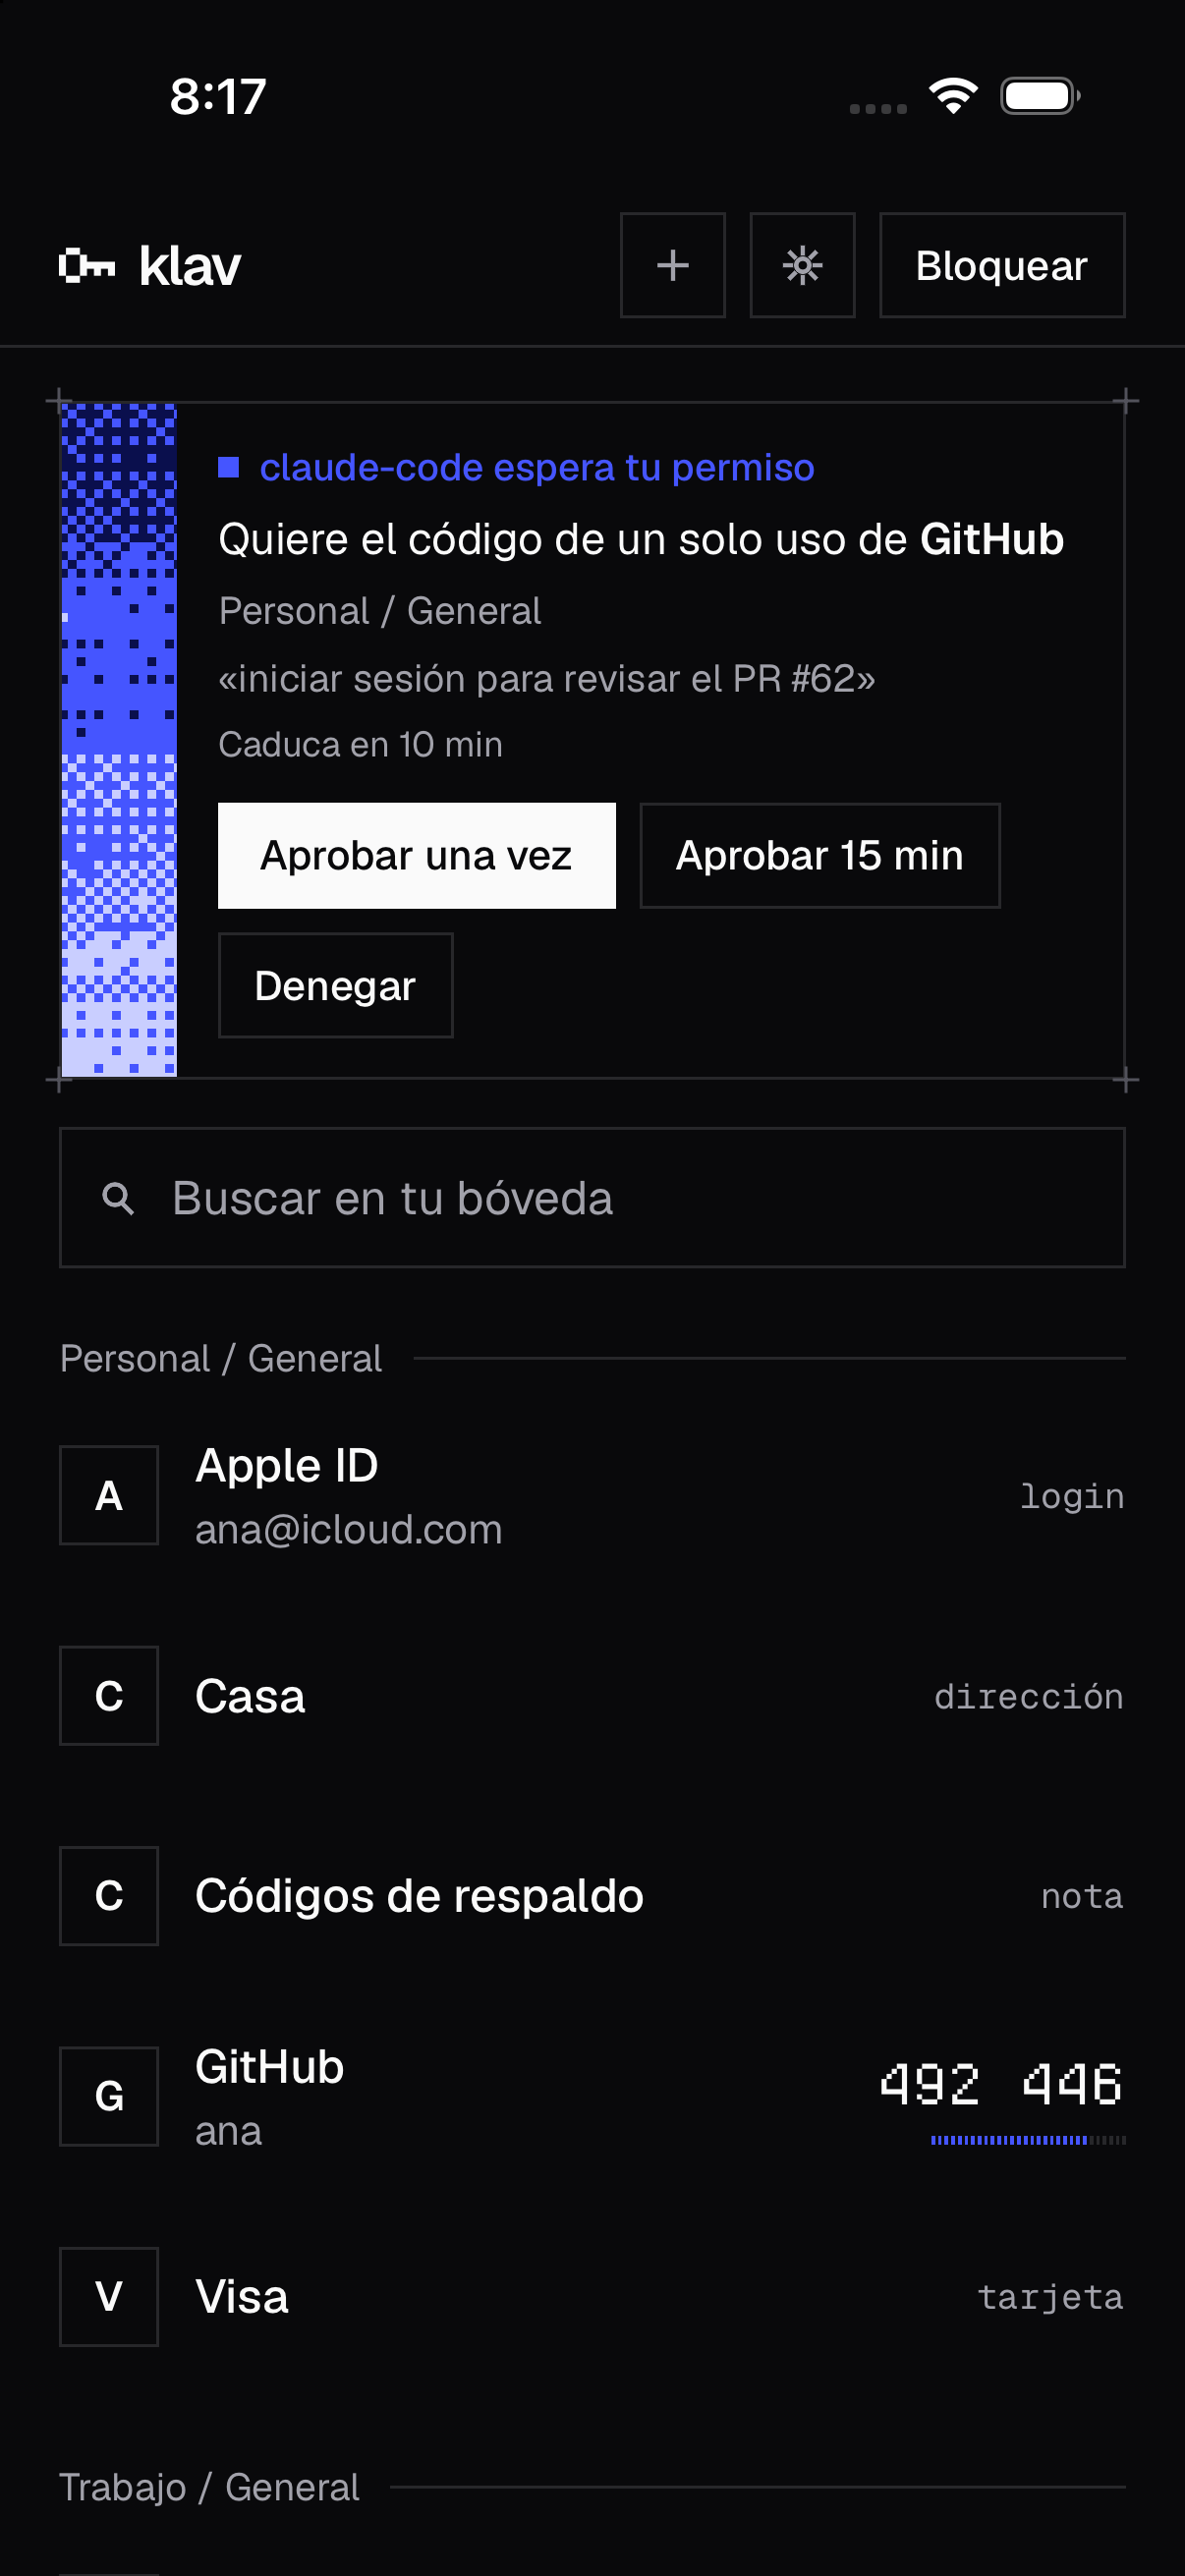 8:17
klav
Bloquear
claude-code espera tu permiso
Quiere el código de un solo uso de GitHub
Personal / General
«iniciar sesión para revisar el PR #62»
Caduca en 10 min
Aprobar una vez
Aprobar 15 min
Denegar
Buscar en tu bóveda
Personal / General
A
Apple ID
ana@icloud.com
login
C
Casa
dirección
C
Códigos de respaldo
nota
G
GitHub
ana
492 446
V
Visa
tarjeta
Trabajo / General